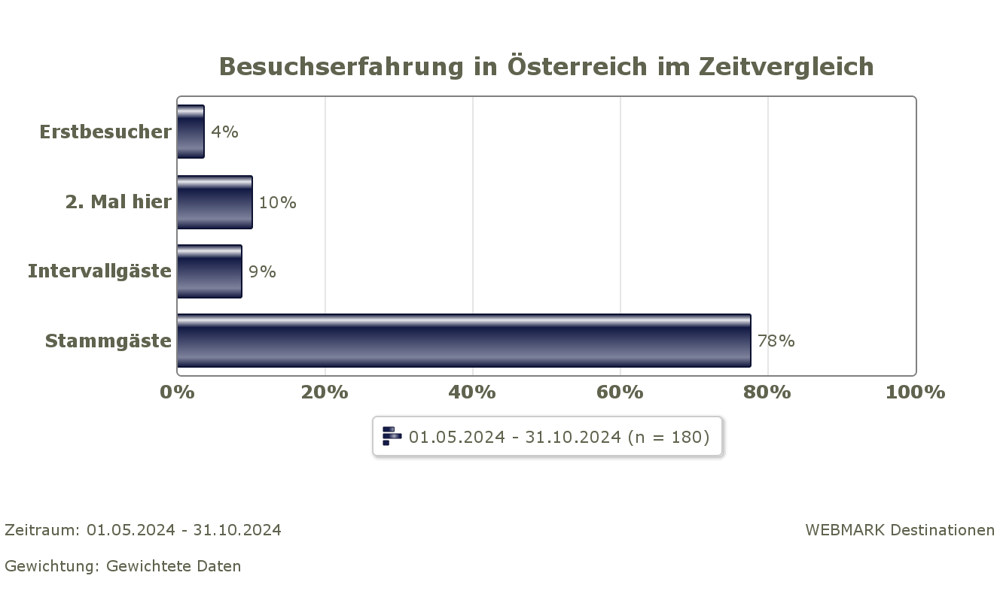 Besuchserfahrung in Österreich im Zeitvergleich
Erstbesucher 4%
2. Mal hier 10%
Intervallgäste 9%
Stammgäste 78%
0% 20% 40% 60% 80% 100%
01.05.2024 - 31.10.2024 (n = 180)
Zeitraum: 01.05.2024 - 31.10.2024 WEBMARK Destinationen
Gewichtung: Gewichtete Daten